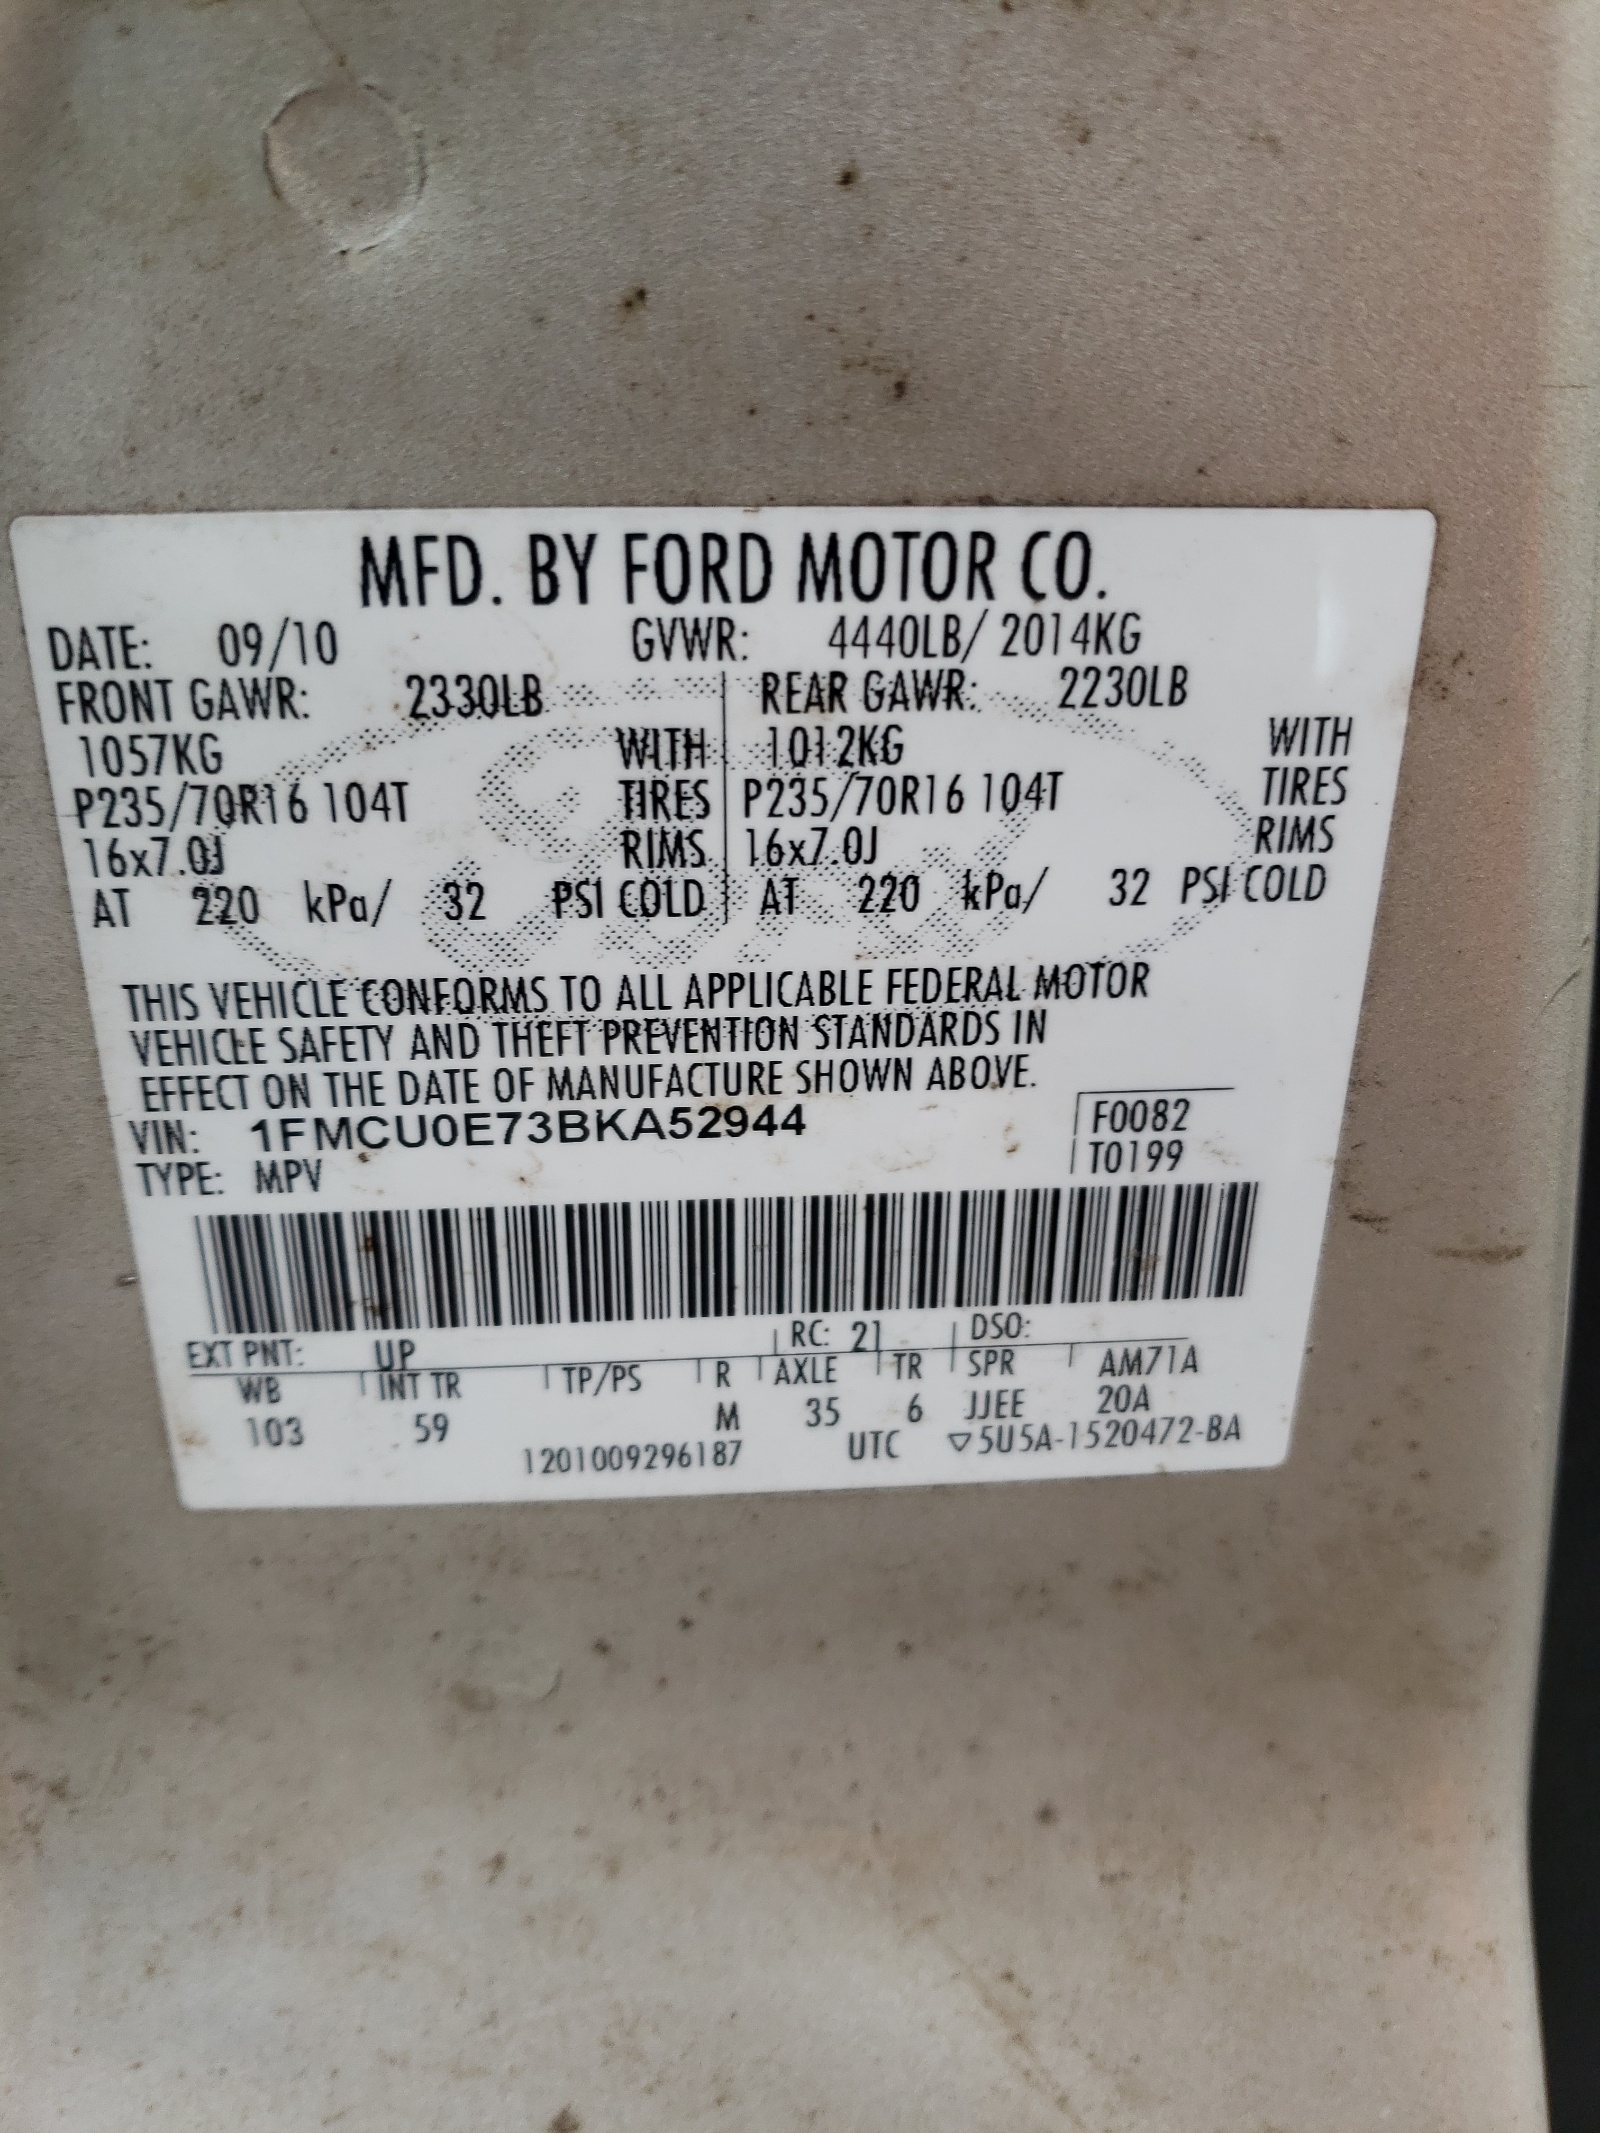 MFD. BY FORD MOTOR CO.
DATE: 09/10 GVWR: 4440LB/ 2014KG
FRONT GAWR: 2330LB REAR GAWR: 2230LB
1057KG WITH 1012KG WITH
P235/70R16 104T TIRES P235/70R16 104T TIRES
16x7.0J RIMS 16x7.0J RIMS
AT 220 kPa/ 32 PSI COLD AT 220 kPa/ 32 PSI COLD
THIS VEHICLE CONFORMS TO ALL APPLICABLE FEDERAL MOTOR
VEHICLE SAFETY AND THEFT PREVENTION STANDARDS IN
EFFECT ON THE DATE OF MANUFACTURE SHOWN ABOVE.
VIN: 1FMCU0E73BKA52944 F0082
TYPE: MPV T0199
EXT PNT: UP RC: 21 DSO:
WB INT TR TP/PS R AXLE TR SPR AM71A
103 59 M 35 6 JJEE 20A
1201009296187 UTC ▽5U5A-1520472-BA